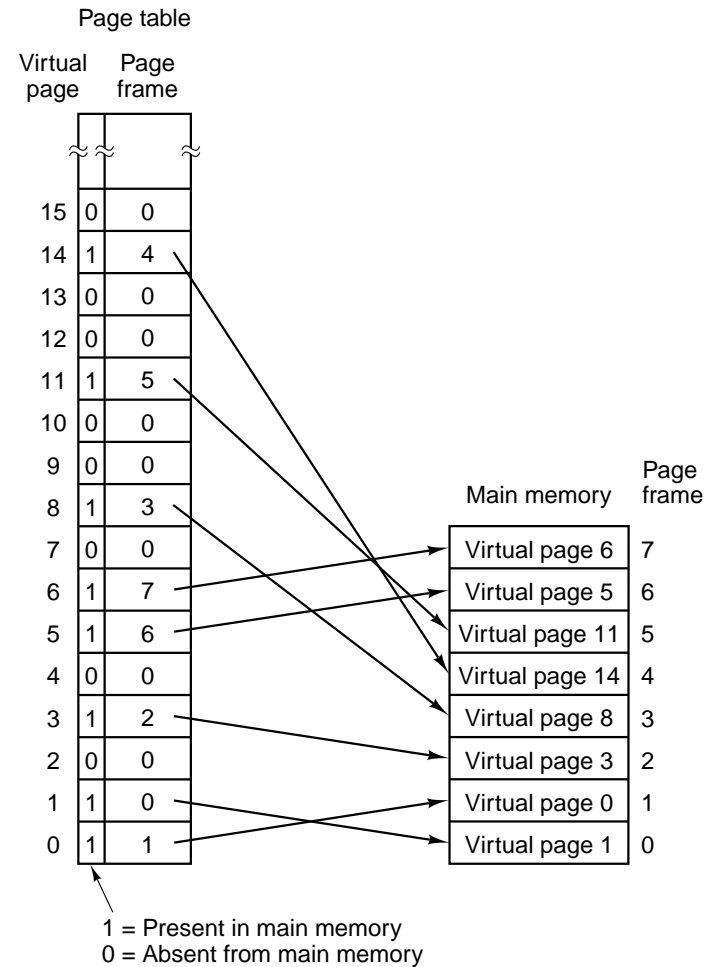 Page table
Virtual page Page frame
15 0 0
14 1 4
13 0 0
12 0 0
11 1 5
10 0 0
9 0 0
8 1 3
7 0 0
6 1 7
5 1 6
4 0 0
3 1 2
2 0 0
1 1 0
0 1 1
1 = Present in main memory
0 = Absent from main memory
Main memory Page frame
Virtual page 6 7
Virtual page 5 6
Virtual page 11 5
Virtual page 14 4
Virtual page 8 3
Virtual page 3 2
Virtual page 0 1
Virtual page 1 0